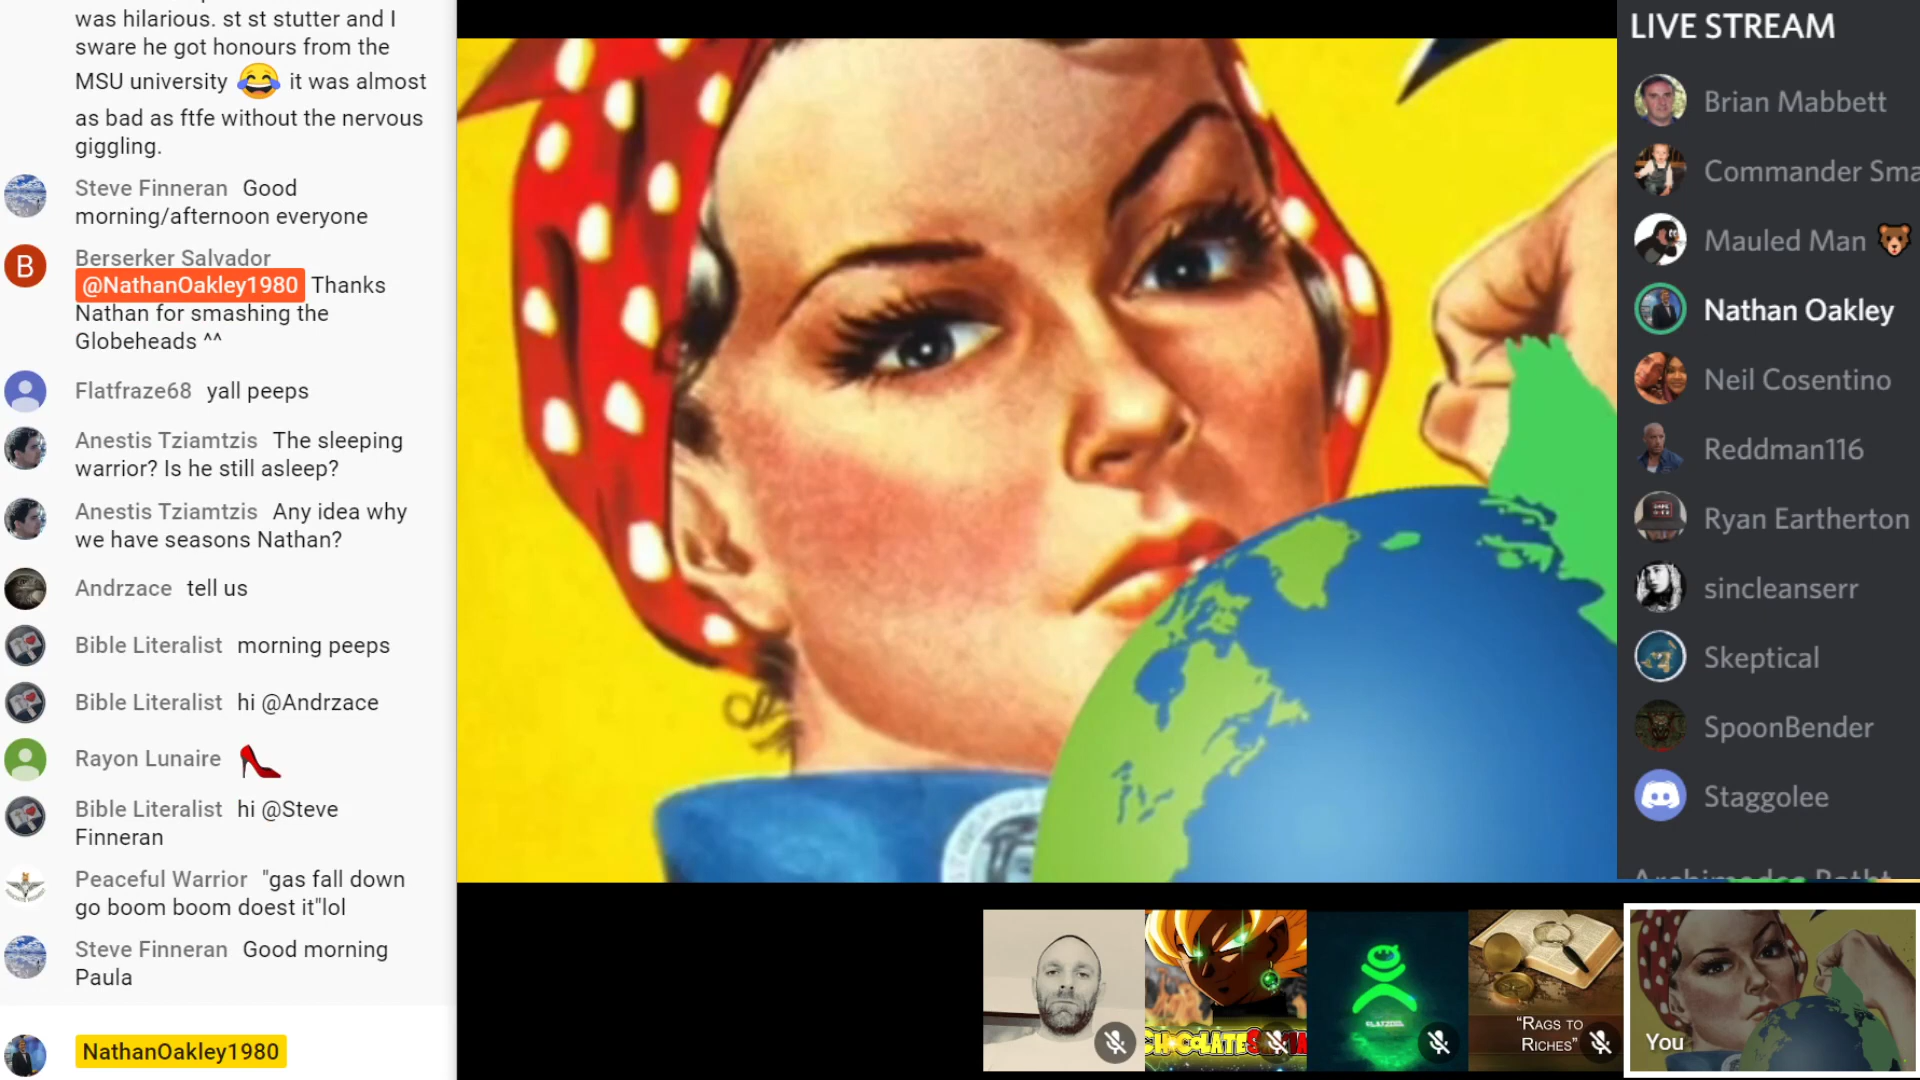 was hilarious. st st stutter and I
sware he got honours from the
MSU university 😂 it was almost
as bad as ftfe without the nervous
giggling.
Steve Finneran Good
morning/afternoon everyone
B
Berserker Salvador
@NathanOakley1980 Thanks
Nathan for smashing the
Globeheads ^^
Flatfraze68 yall peeps
Anestis Tziamtzis The sleeping
warrior? Is he still asleep?
Anestis Tziamtzis Any idea why
we have seasons Nathan?
Andrzace tell us
Bible Literalist morning peeps
Bible Literalist hi @Andrzace
Rayon Lunaire 👠
Bible Literalist hi @Steve
Finneran
Peaceful Warrior "gas fall down
go boom boom doest it"lol
Steve Finneran Good morning
Paula
NathanOakley1980
LIVE STREAM
Brian Mabbett
Commander Sma
Mauled Man 🐻
Nathan Oakley
Neil Cosentino
Reddman116
Ryan Eartherton
sincleanserr
Skeptical
SpoonBender
Staggolee
"RAGS TO
RICHES"
You